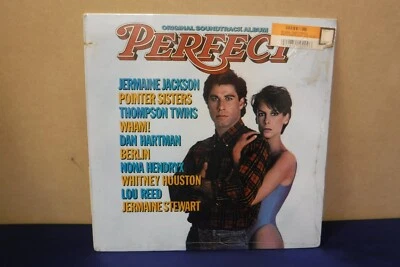 ORIGINAL SOUNDTRACK ALBUM
PERFECT
JERMAINE JACKSON
POINTER SISTERS
THOMPSON TWINS
WHAM!
DAN HARTMAN
BERLIN
NONA HENDRYX
WHITNEY HOUSTON
LOU REED
JERMAINE STEWART